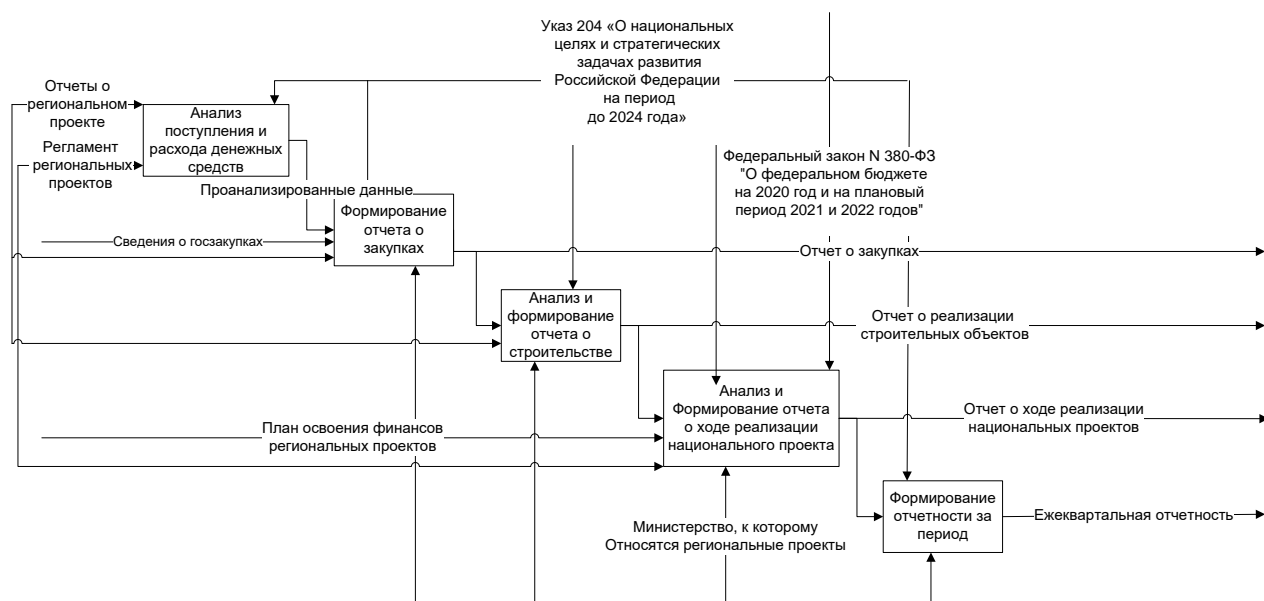 Указ 204 «О национальных
целях и стратегических
задачах развития
Российской Федерации
на период
до 2024 года»
Отчеты о
региональном
проекте
Регламент
региональных
проектов
Анализ
поступления и
расхода денежных
средств
Федеральный закон N 380-ФЗ
"О федеральном бюджете
на 2020 год и на плановый
период 2021 и 2022 годов"
Проанализированные данные
Формирование
отчета о
закупках
Сведения о госзакупках
Отчет о закупках
Анализ и
формирование
отчета о
строительстве
Отчет о реализации
строительных объектов
Анализ и
Формирование отчета
о ходе реализации
национального проекта
План освоения финансов
региональных проектов
Отчет о ходе реализации
национальных проектов
Формирование
отчетности за
период
Ежеквартальная отчетность
Министерство, к которому
Относятся региональные проекты